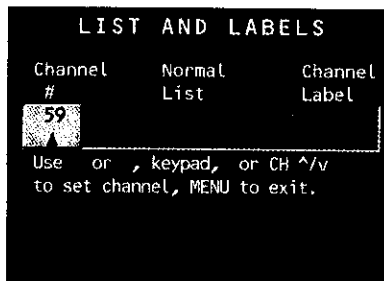 LIST AND LABELS
Channel Normal Channel
# List Label
59
Use or , keypad, or CH ^/v
to set channel, MENU to exit.